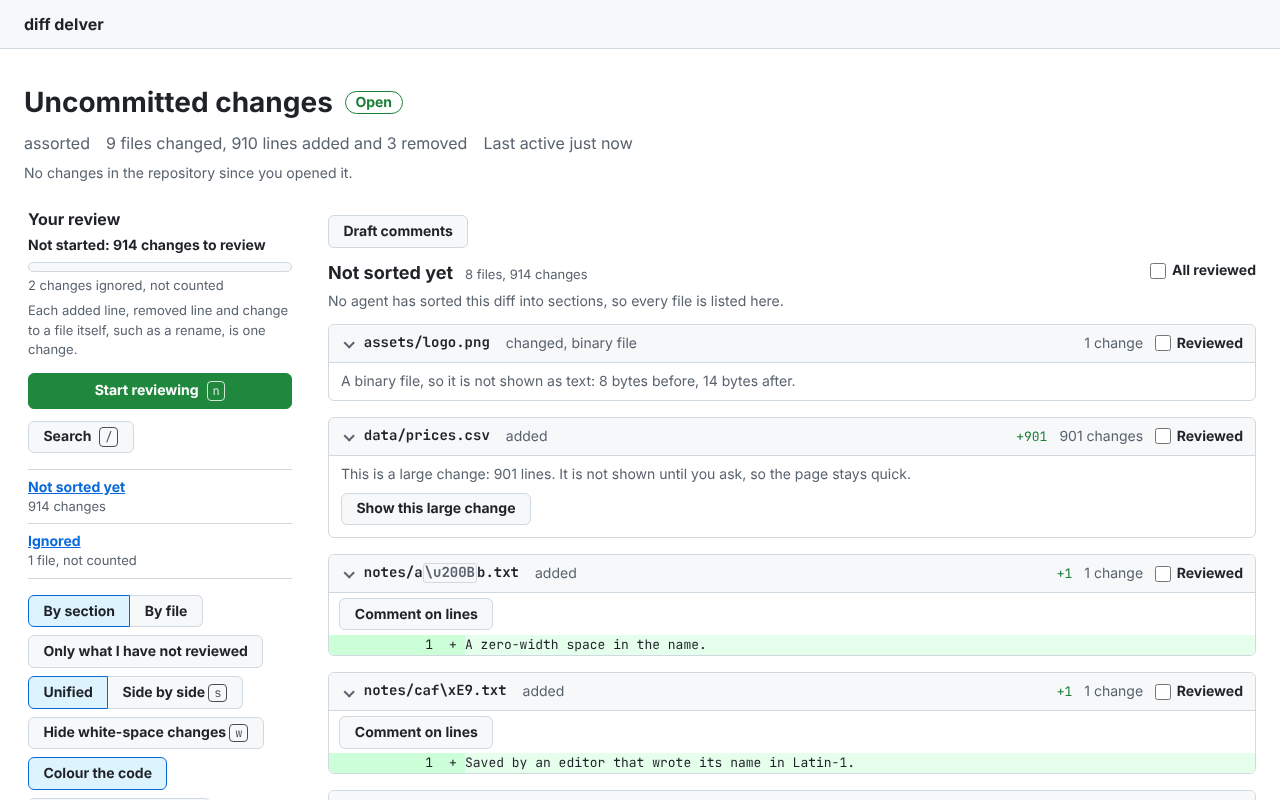 diff delver
Uncommitted changes Open
assorted 9 files changed, 910 lines added and 3 removed Last active just now
No changes in the repository since you opened it.
Your review
Not started: 914 changes to review
2 changes ignored, not counted
Each added line, removed line and change
to a file itself, such as a rename, is one
change.
Start reviewing n
Search /
Not sorted yet
914 changes
Ignored
1 file, not counted
By section By file
Only what I have not reviewed
Unified Side by side s
Hide white-space changes w
Colour the code
Draft comments
Not sorted yet 8 files, 914 changes All reviewed
No agent has sorted this diff into sections, so every file is listed here.
assets/logo.png changed, binary file 1 change Reviewed
A binary file, so it is not shown as text: 8 bytes before, 14 bytes after.
data/prices.csv added +901 901 changes Reviewed
This is a large change: 901 lines. It is not shown until you ask, so the page stays quick.
Show this large change
notes/a\u200Bb.txt added +1 1 change Reviewed
Comment on lines
1 + A zero-width space in the name.
notes/caf\xE9.txt added +1 1 change Reviewed
Comment on lines
1 + Saved by an editor that wrote its name in Latin-1.